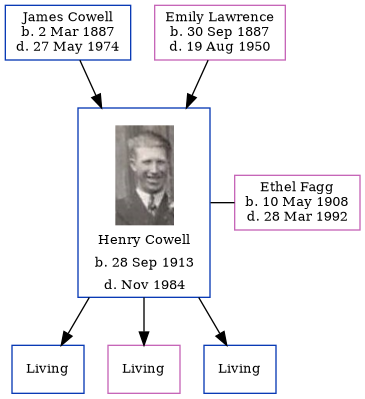 James Cowell
b. 2 Mar 1887
d. 27 May 1974
Emily Lawrence
b. 30 Sep 1887
d. 19 Aug 1950
Henry Cowell
b. 28 Sep 1913
d. Nov 1984
Ethel Fagg
b. 10 May 1908
d. 28 Mar 1992
Living
Living
Living